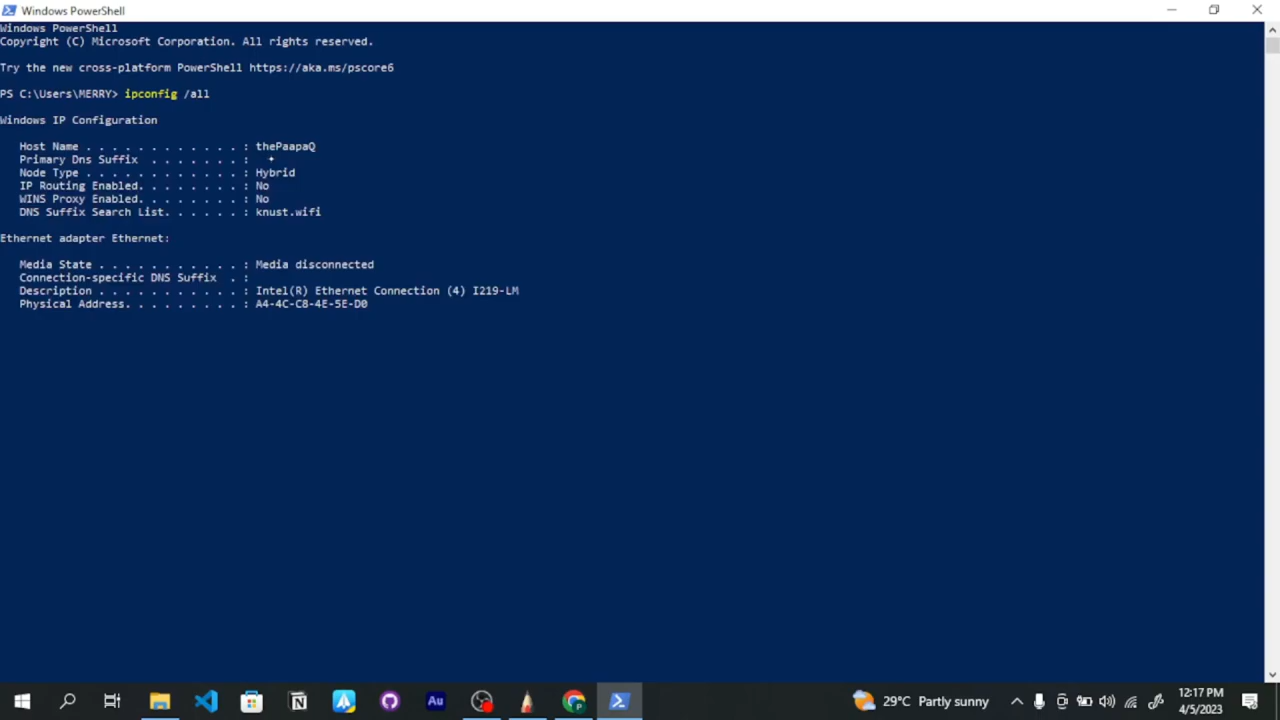 Windows PowerShell
Windows PowerShell
Copyright (C) Microsoft Corporation. All rights reserved.
Try the new cross-platform PowerShell https://aka.ms/pscore6
PS C:\Users\MERRY> ipconfig /all
Windows IP Configuration
Host Name . . . . . . . . . . . . : thePaapaQ
Primary Dns Suffix . . . . . . . :
Node Type . . . . . . . . . . . . : Hybrid
IP Routing Enabled. . . . . . . . : No
WINS Proxy Enabled. . . . . . . . : No
DNS Suffix Search List. . . . . . : knust.wifi
Ethernet adapter Ethernet:
Media State . . . . . . . . . . . : Media disconnected
Connection-specific DNS Suffix . :
Description . . . . . . . . . . . : Intel(R) Ethernet Connection (4) I219-LM
Physical Address. . . . . . . . . : A4-4C-C8-4E-5E-D0
Au
29°C Partly sunny
12:17 PM
4/5/2023